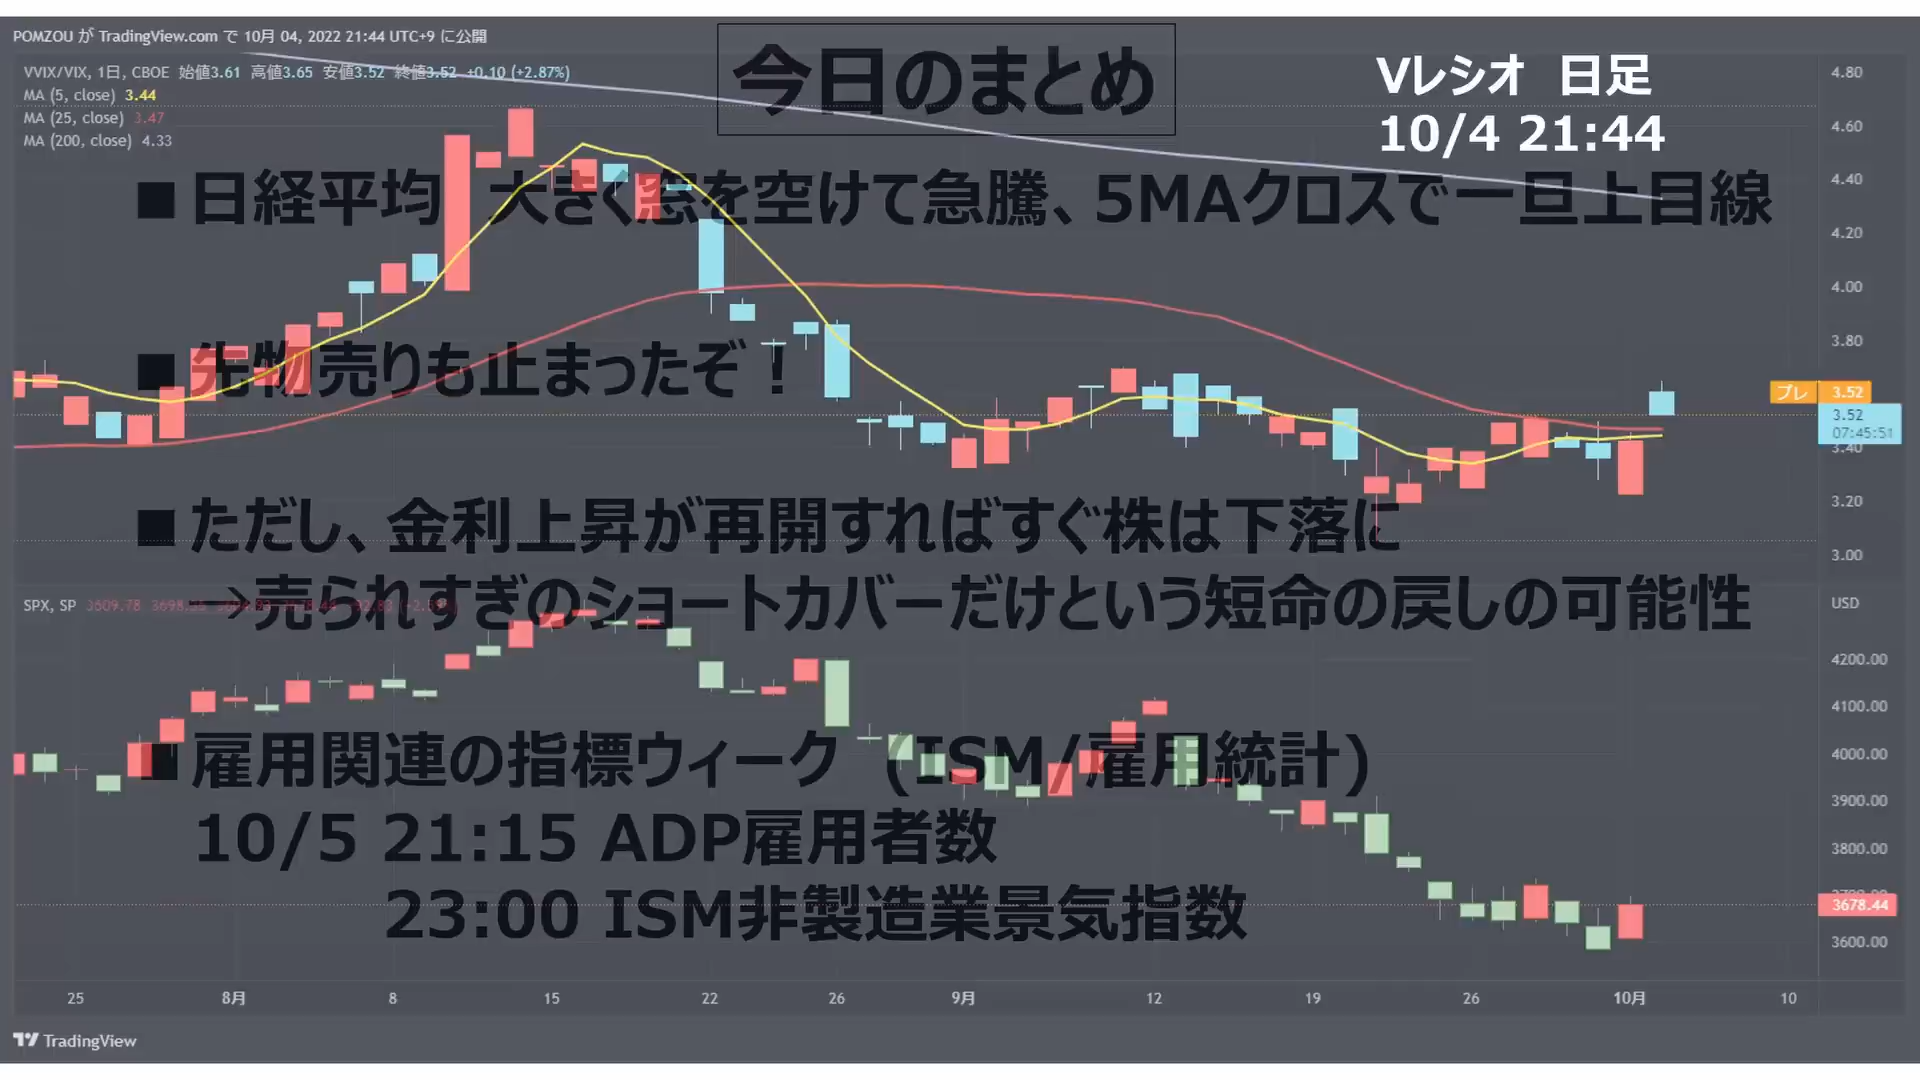 POMZOU が TradingView.com で 10月 04, 2022 21:44 UTC+9 に公開
VVIX/VIX, 1日, CBOE 始値3.61 高値3.65 安値3.52 終値3.52 +0.10 (+2.87%)
MA (5, close) 3.44
MA (25, close) 3.47
MA (200, close) 4.33
今日のまとめ
Vレシオ 日足
10/4 21:44
■日経平均 大きく窓を空けて急騰、5MAクロスで一旦上目線
■先物売りも止まったぞ！
■ただし、金利上昇が再開すればすぐ株は下落に
→売られすぎのショートカバーだけという短命の戻しの可能性
■雇用関連の指標ウィーク (ISM/雇用統計)
10/5 21:15 ADP雇用者数
23:00 ISM非製造業景気指数
SPX, SP 3609.78
4.80
4.60
4.40
4.20
4.00
3.80
プレ 3.52
3.52
07:45:51
3.40
3.20
3.00
USD
4200.00
4100.00
4000.00
3900.00
3800.00
3678.44
3600.00
25 8月 8 15 22 26 9月 12 19 26 10月 10
TradingView